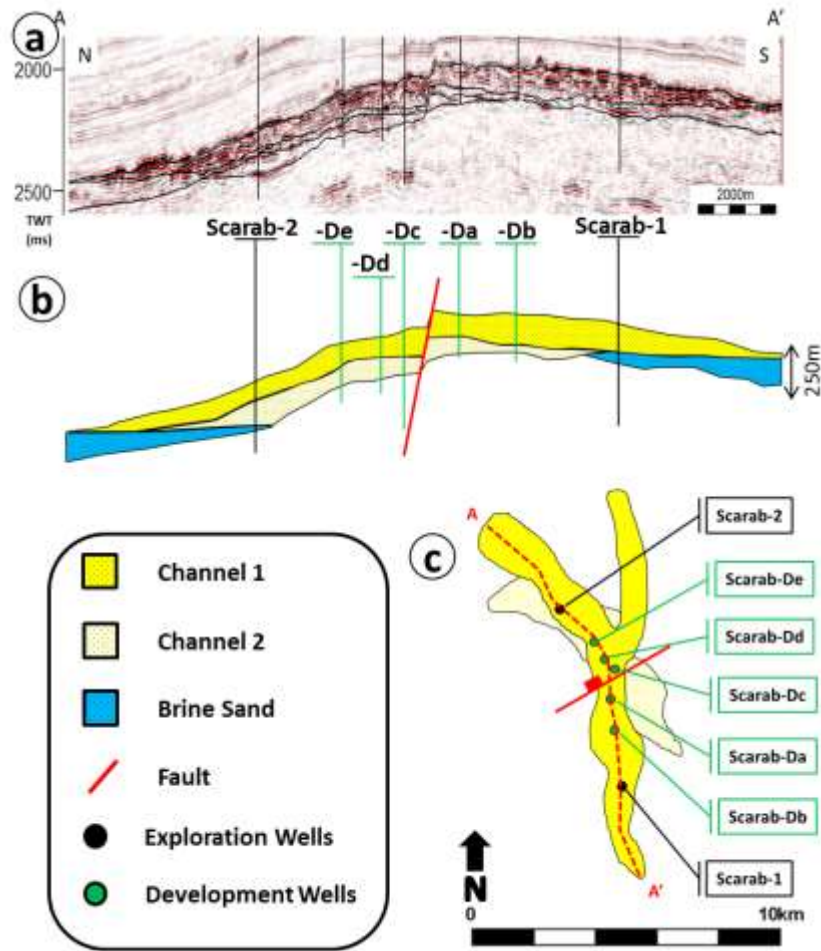 a
A
A'
N
S
2000
2500
TWT
(ms)
2000m
Scarab-2
-De
-Dd
-Dc
-Da
-Db
Scarab-1
b
250m
Channel 1
Channel 2
Brine Sand
Fault
Exploration Wells
Development Wells
c
A
A'
Scarab-2
Scarab-De
Scarab-Dd
Scarab-Dc
Scarab-Da
Scarab-Db
Scarab-1
N
0
10km